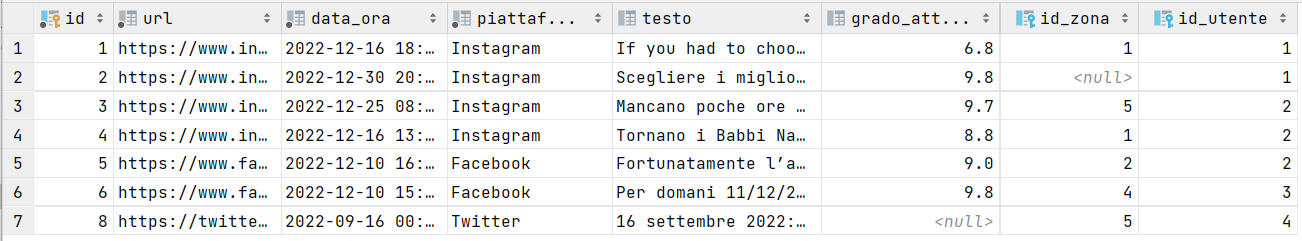 id url data_ora piattaf... testo grado_att... id_zona id_utente
1 1 https://www.in… 2022-12-16 18:… Instagram If you had to choo… 6.8 1 1
2 2 https://www.in… 2022-12-30 20:… Instagram Scegliere i miglio… 9.8 <null> 1
3 3 https://www.in… 2022-12-25 08:… Instagram Mancano poche ore … 9.7 5 2
4 4 https://www.in… 2022-12-16 13:… Instagram Tornano i Babbi Na… 8.8 1 2
5 5 https://www.fa… 2022-12-10 16:… Facebook Fortunatamente l’a… 9.0 2 2
6 6 https://www.fa… 2022-12-10 15:… Facebook Per domani 11/12/2… 9.8 4 3
7 8 https://twitte… 2022-09-16 00:… Twitter 16 settembre 2022:… <null> 5 4